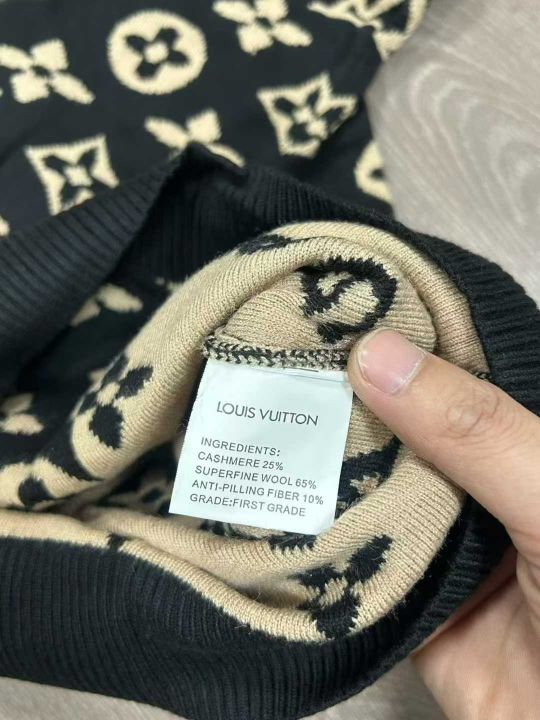 LOUIS VUITTON
INGREDIENTS:
CASHMERE 25%
SUPERFINE WOOL 65%
ANTI-PILLING FIBER 10%
GRADE:FIRST GRADE